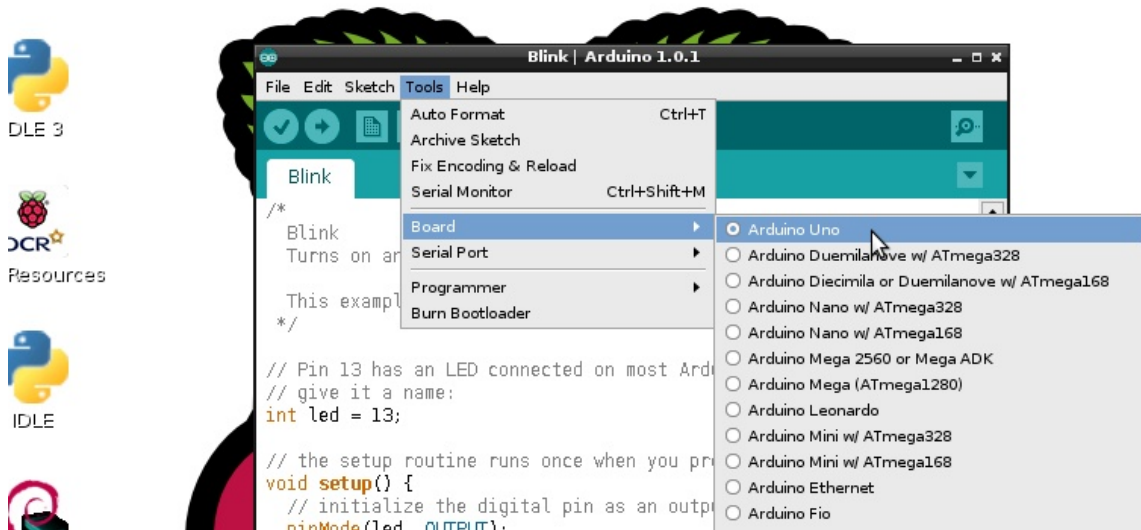 DLE 3
OCR
Resources
IDLE
Blink | Arduino 1.0.1
File Edit Sketch Tools Help
Auto Format Ctrl+T
Archive Sketch
Fix Encoding & Reload
Serial Monitor Ctrl+Shift+M
Board
Serial Port
Programmer
Burn Bootloader
Arduino Uno
Arduino Duemilanove w/ ATmega328
Arduino Diecimila or Duemilanove w/ ATmega168
Arduino Nano w/ ATmega328
Arduino Nano w/ ATmega168
Arduino Mega 2560 or Mega ADK
Arduino Mega (ATmega1280)
Arduino Leonardo
Arduino Mini w/ ATmega328
Arduino Mini w/ ATmega168
Arduino Ethernet
Arduino Fio
Blink
/*
Blink
Turns on an
This exampl
*/
// Pin 13 has an LED connected on most Ard
// give it a name:
int led = 13;
// the setup routine runs once when you pr
void setup() {
// initialize the digital pin as an outp
pinMode(led, OUTPUT);